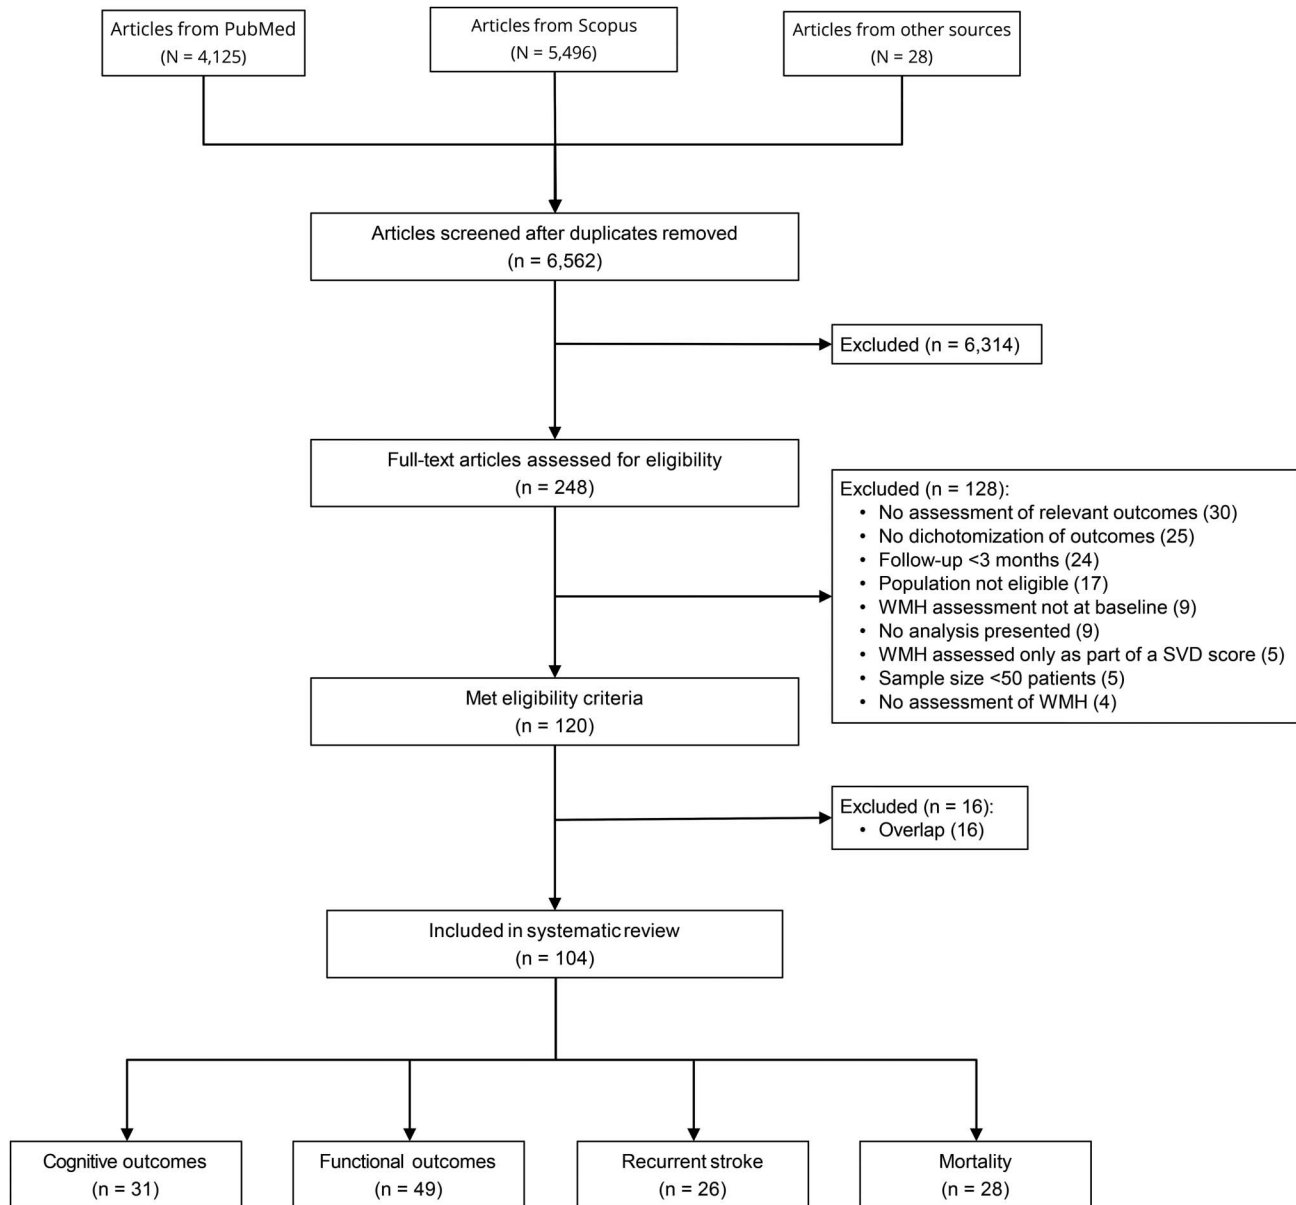 Articles from PubMed
(N = 4,125)
Articles from Scopus
(N = 5,496)
Articles from other sources
(N = 28)
Articles screened after duplicates removed
(n = 6,562)
Excluded (n = 6,314)
Full-text articles assessed for eligibility
(n = 248)
Excluded (n = 128):
• No assessment of relevant outcomes (30)
• No dichotomization of outcomes (25)
• Follow-up <3 months (24)
• Population not eligible (17)
• WMH assessment not at baseline (9)
• No analysis presented (9)
• WMH assessed only as part of a SVD score (5)
• Sample size <50 patients (5)
• No assessment of WMH (4)
Met eligibility criteria
(n = 120)
Excluded (n = 16):
• Overlap (16)
Included in systematic review
(n = 104)
Cognitive outcomes
(n = 31)
Functional outcomes
(n = 49)
Recurrent stroke
(n = 26)
Mortality
(n = 28)